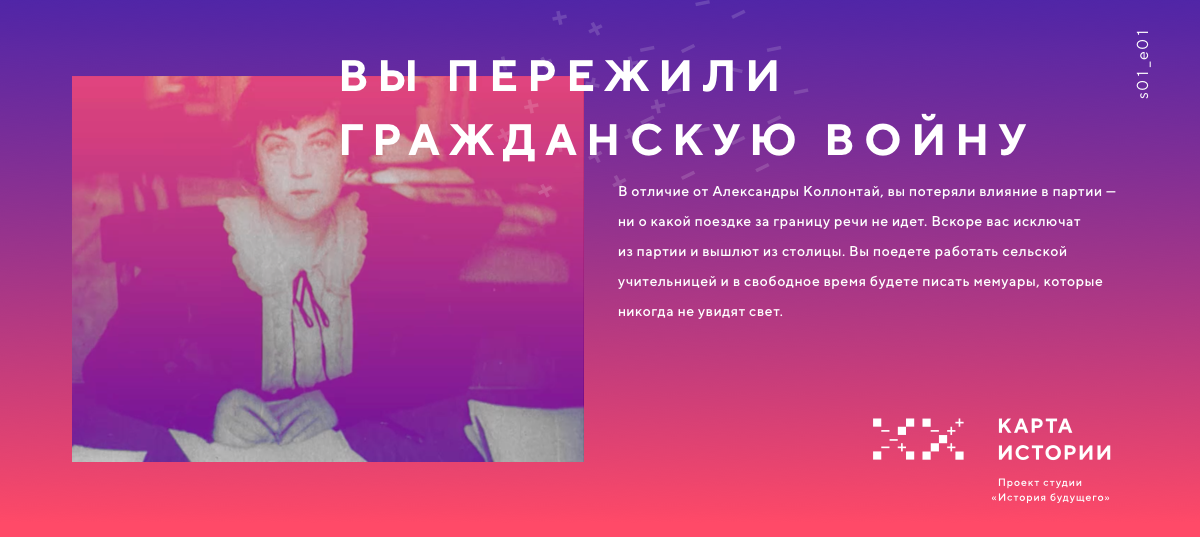 s01_e01
ВЫ ПЕРЕЖИЛИ
ГРАЖДАНСКУЮ ВОЙНУ
В отличие от Александры Коллонтай, вы потеряли влияние в партии —
ни о какой поездке за границу речи не идет. Вскоре вас исключат
из партии и вышлют из столицы. Вы поедете работать сельской
учительницей и в свободное время будете писать мемуары, которые
никогда не увидят свет.
КАРТА
ИСТОРИИ
Проект студии
«История будущего»